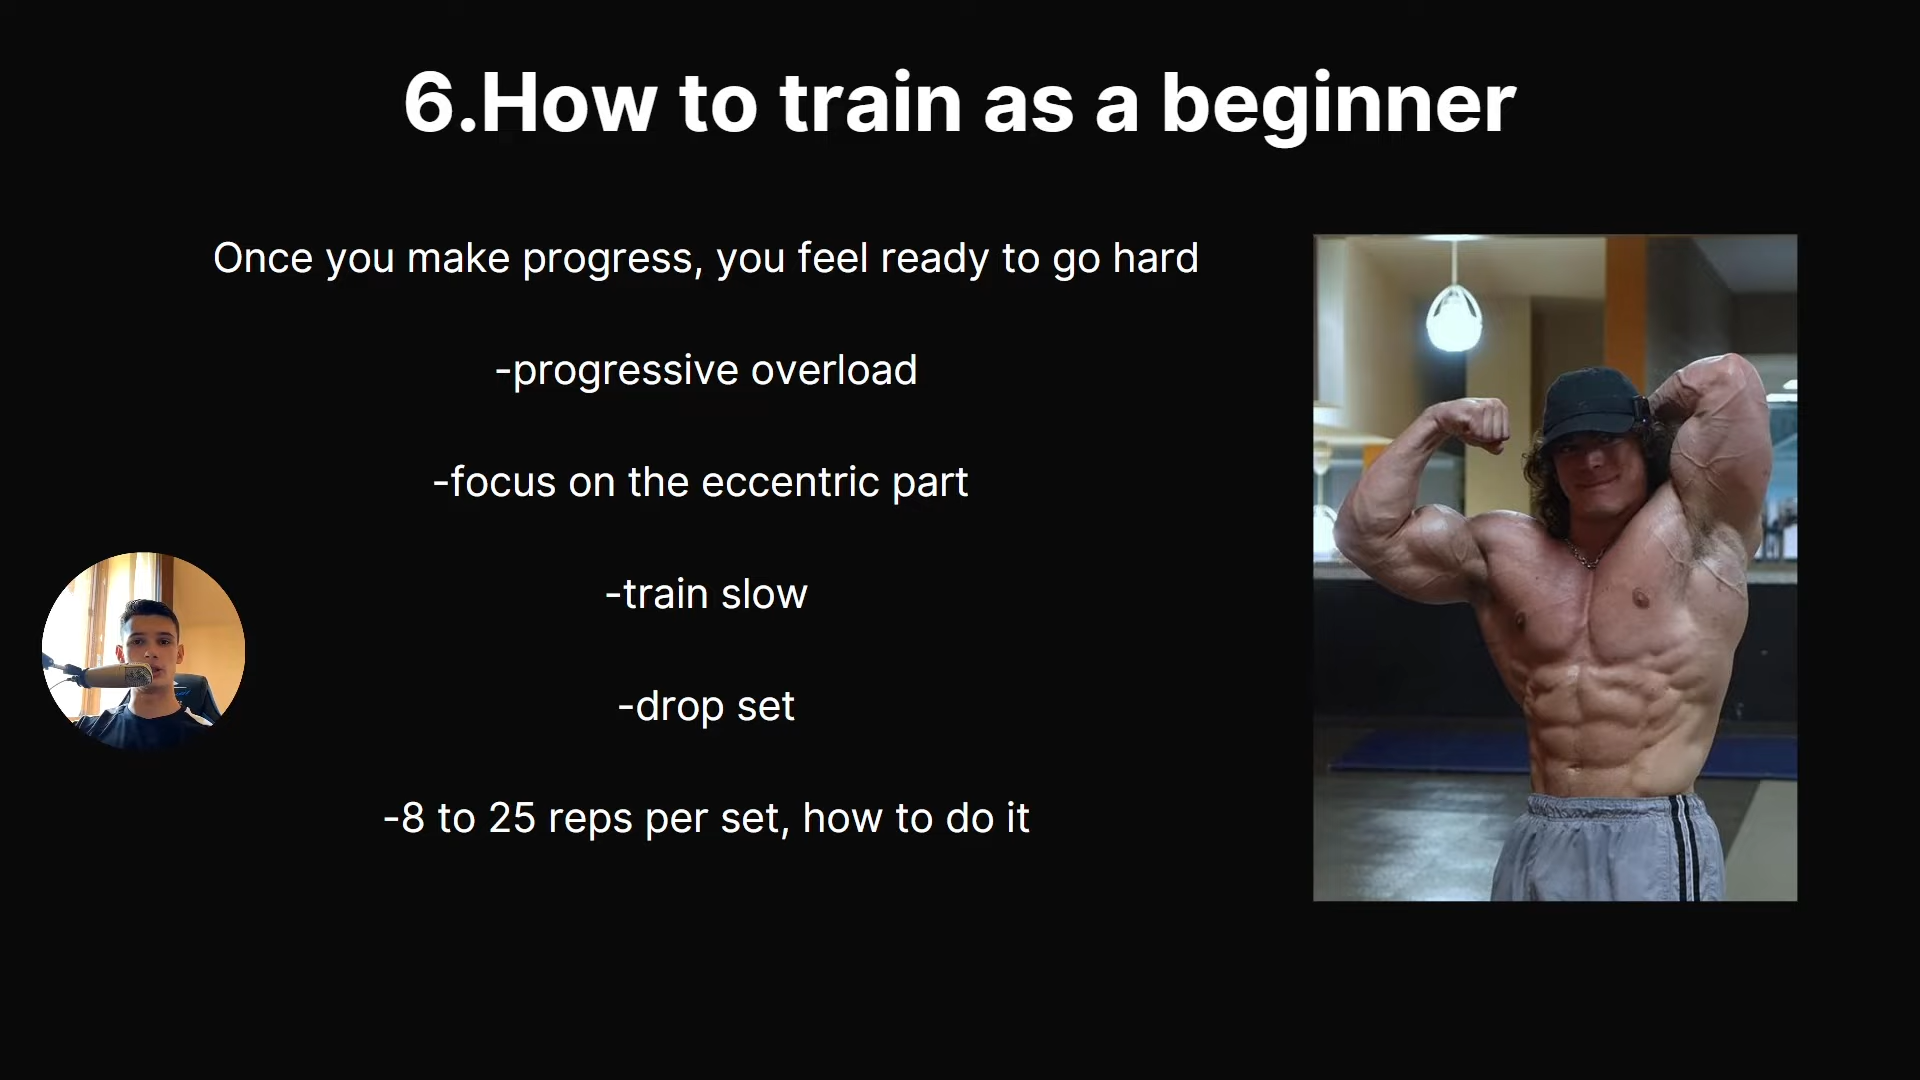 6.How to train as a beginner
Once you make progress, you feel ready to go hard
-progressive overload
-focus on the eccentric part
-train slow
-drop set
-8 to 25 reps per set, how to do it